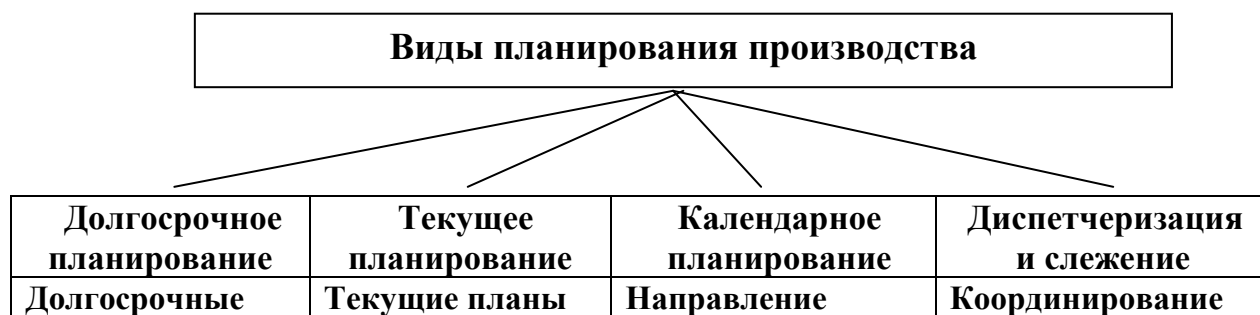 Виды планирования производства
Долгосрочное
планирование
Текущее
планирование
Календарное
планирование
Диспетчеризация
и слежение
Долгосрочные
Текущие планы
Направление
Координирование